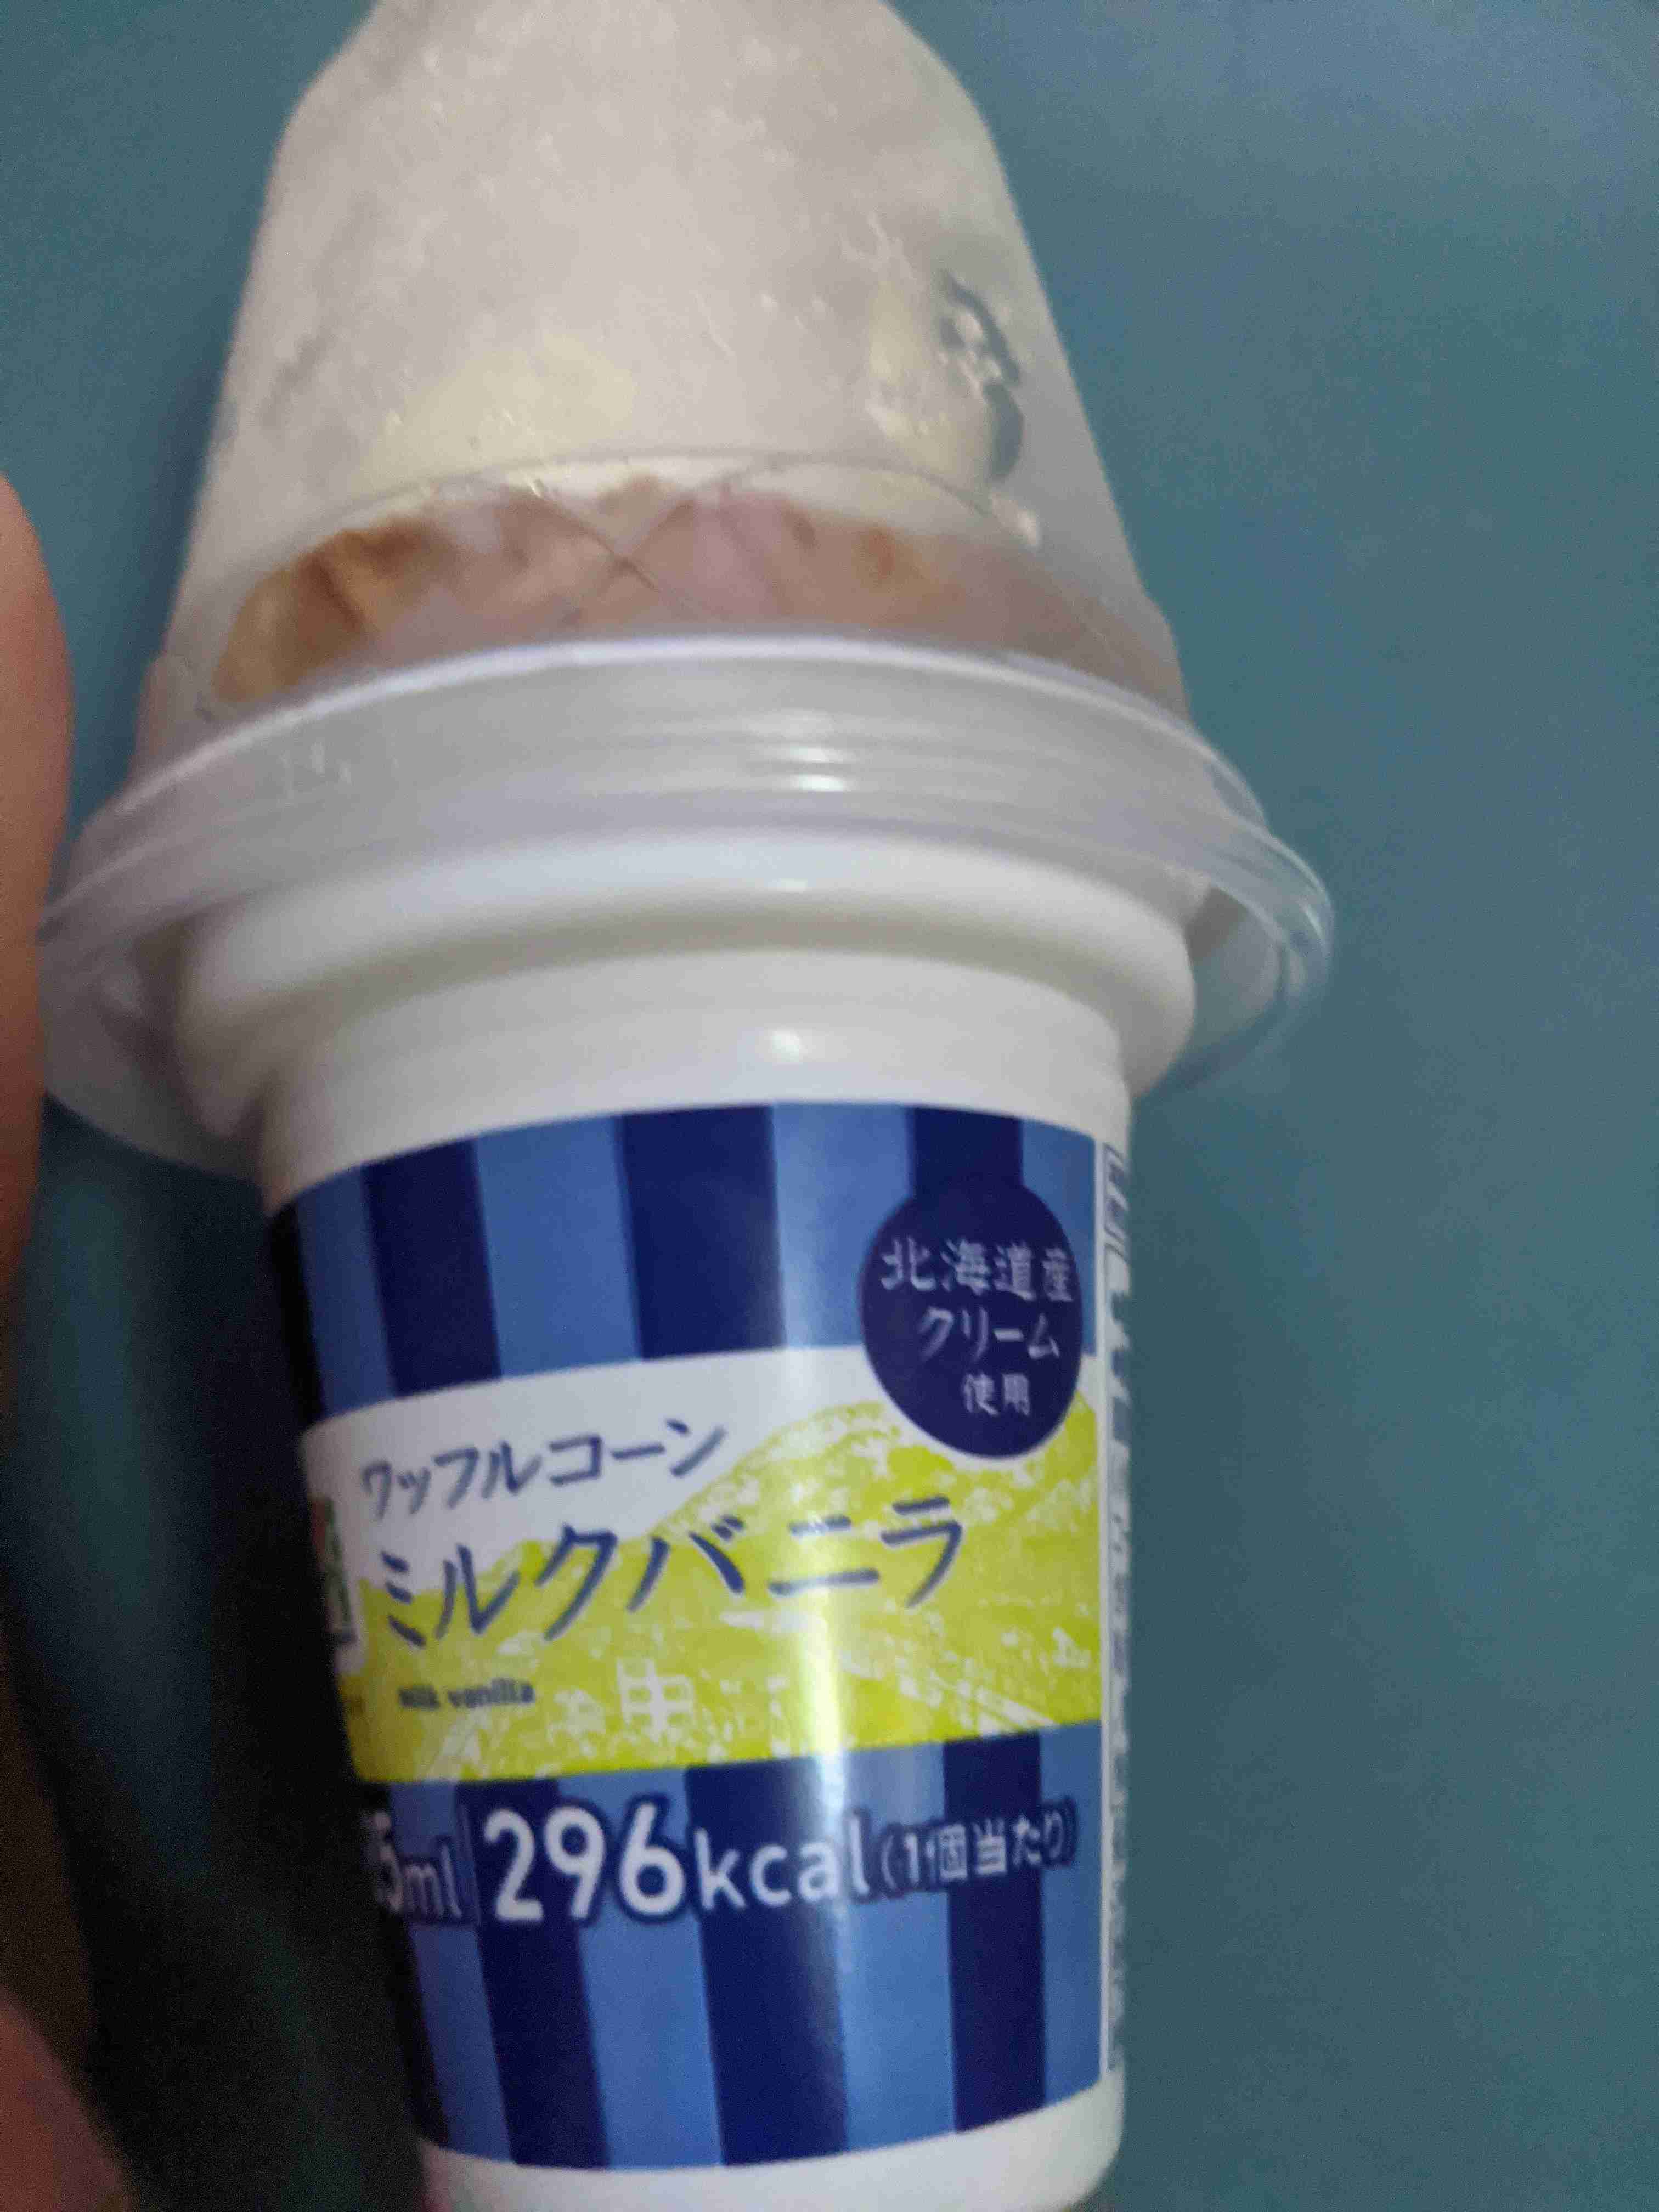 北海道産
クリーム
使用
ワッフルコーン
ミルクバニラ
Milk vanilla
5ml 296kcal(1個当たり)